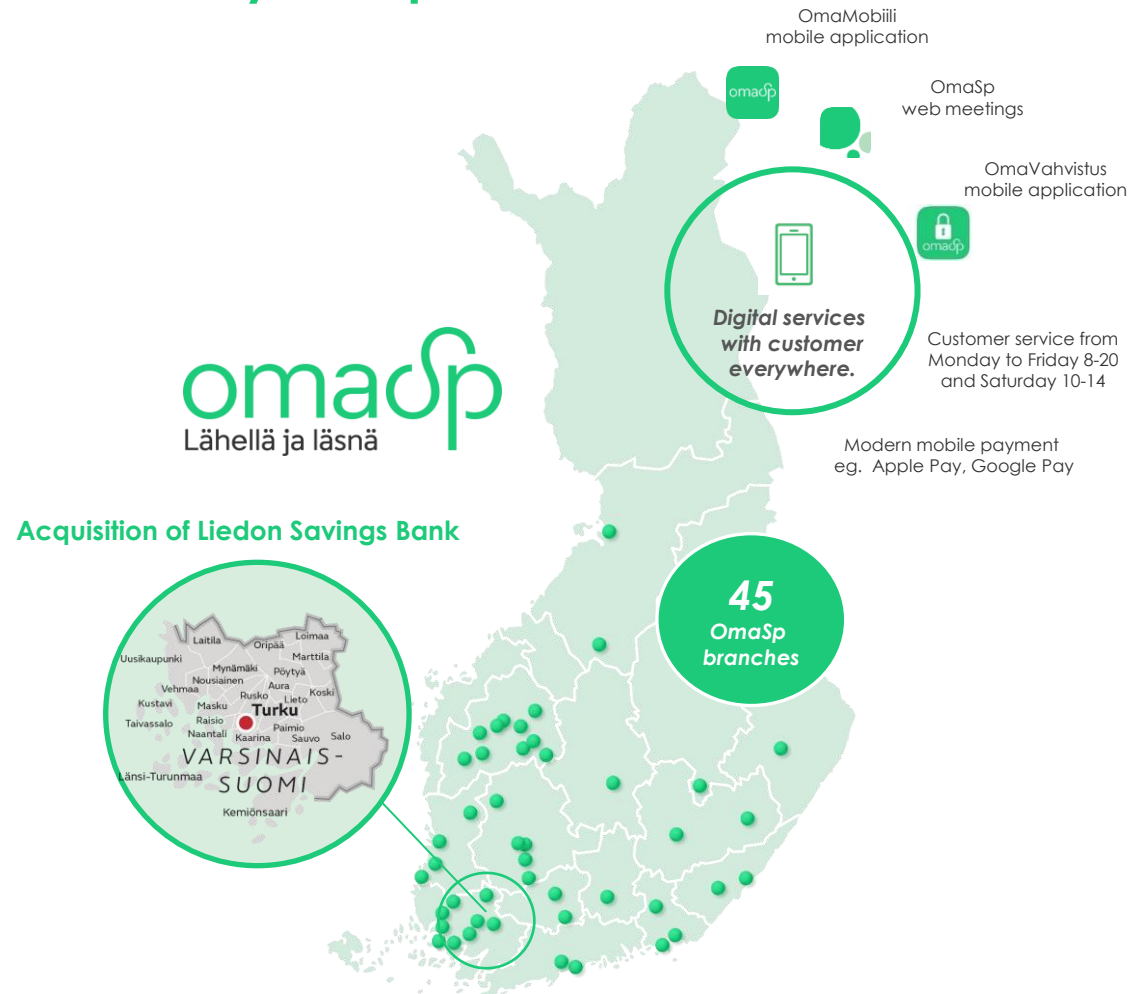 OmaMobiili
mobile application
omaSp
OmaSp
web meetings
OmaVahvistus
mobile application
omaSp
Digital services
with customer
everywhere.
Customer service from
Monday to Friday 8-20
and Saturday 10-14
omaSp
Lähellä ja läsnä
Modern mobile payment
eg. Apple Pay, Google Pay
Acquisition of Liedon Savings Bank
45
OmaSp
branches
Laitila
Oripää
Loimaa
Uusikaupunki
Marttila
Mynämäki
Pöytyä
Nousiainen
Vehmaa
Aura
Rusko
Lieto
Koski
Kustavi
Masku
Turku
Taivassalo
Raisio
Paimio
Naantali
Kaarina
Sauvo
Salo
VARSINAIS-
SUOMI
Länsi-Turunmaa
Kemiönsaari